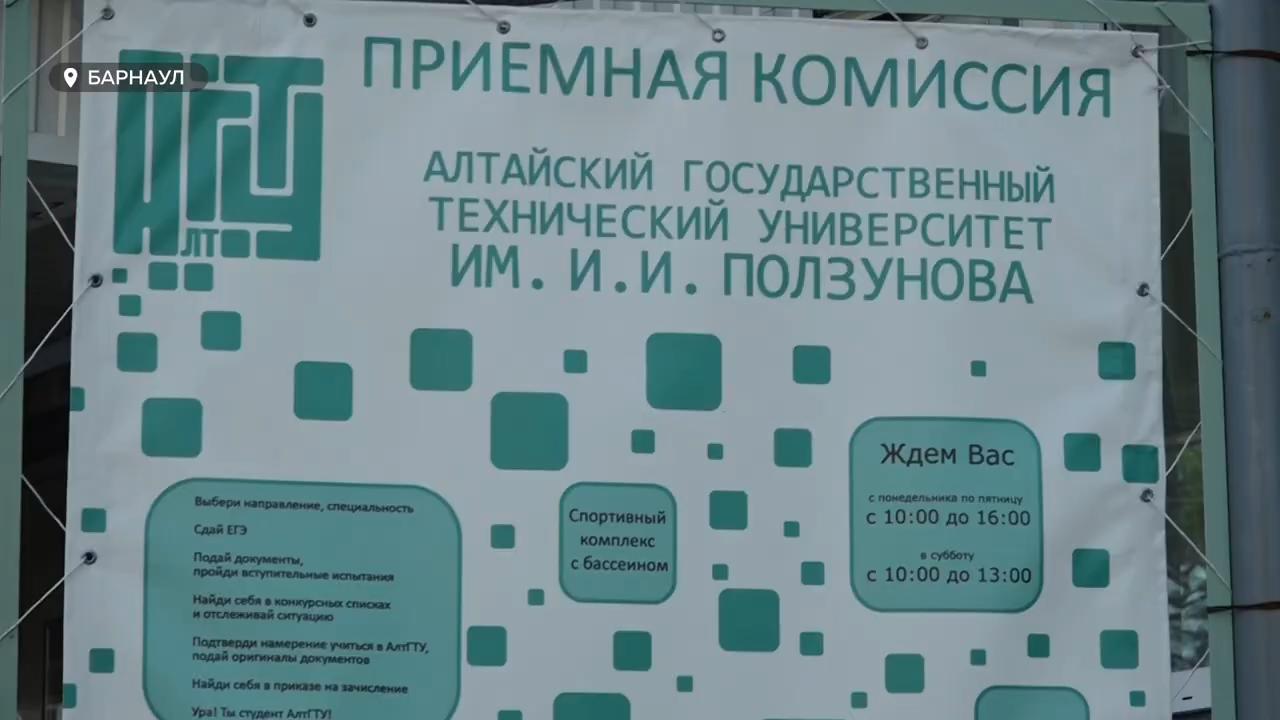 БАРНАУЛ
АГТУ
ЛТ
ПРИЕМНАЯ КОМИССИЯ
АЛТАЙСКИЙ ГОСУДАРСТВЕННЫЙ
ТЕХНИЧЕСКИЙ УНИВЕРСИТЕТ
ИМ. И.И. ПОЛЗУНОВА
Выбери направление, специальность
Сдай ЕГЭ
Подай документы,
пройди вступительные испытания
Найди себя в конкурсных списках
и отслеживай ситуацию
Подтверди намерение учиться в АлтГТУ,
подай оригиналы документов
Найди себя в приказе на зачисление
Ура! Ты студент АлтГТУ!
Спортивный
комплекс
с бассеином
Ждем Вас
с понедельника по пятницу
с 10:00 до 16:00
в субботу
с 10:00 до 13:00